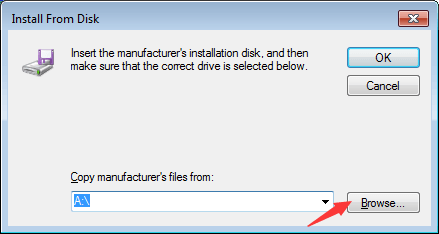 Install From Disk
Insert the manufacturer's installation disk, and then
make sure that the correct drive is selected below.
OK
Cancel
Copy manufacturer's files from:
A:\
Browse...